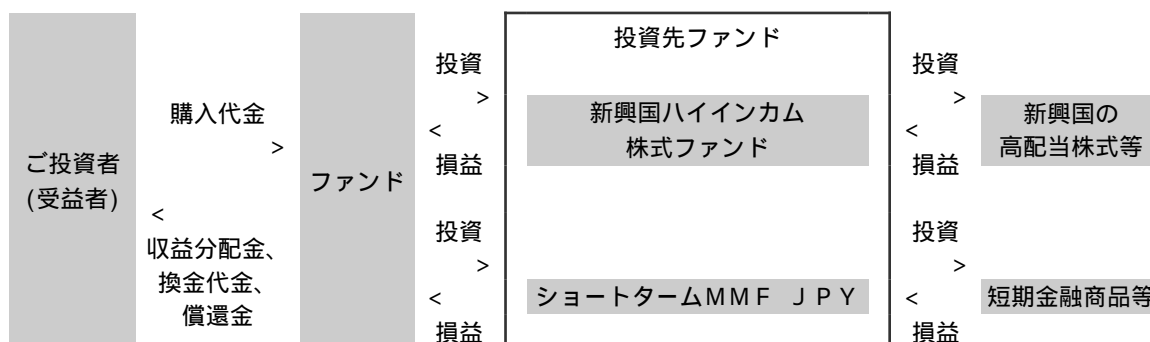 ご投資者
(受益者)
購入代金
>
<
収益分配金、
換金代金、
償還金
ファンド
投資
>
<
損益
投資
>
<
損益
投資先ファンド
新興国ハイインカム
株式ファンド
ショートタームMMF ＪＰＹ
投資
>
<
損益
投資
>
<
損益
新興国の
高配当株式等
短期金融商品等